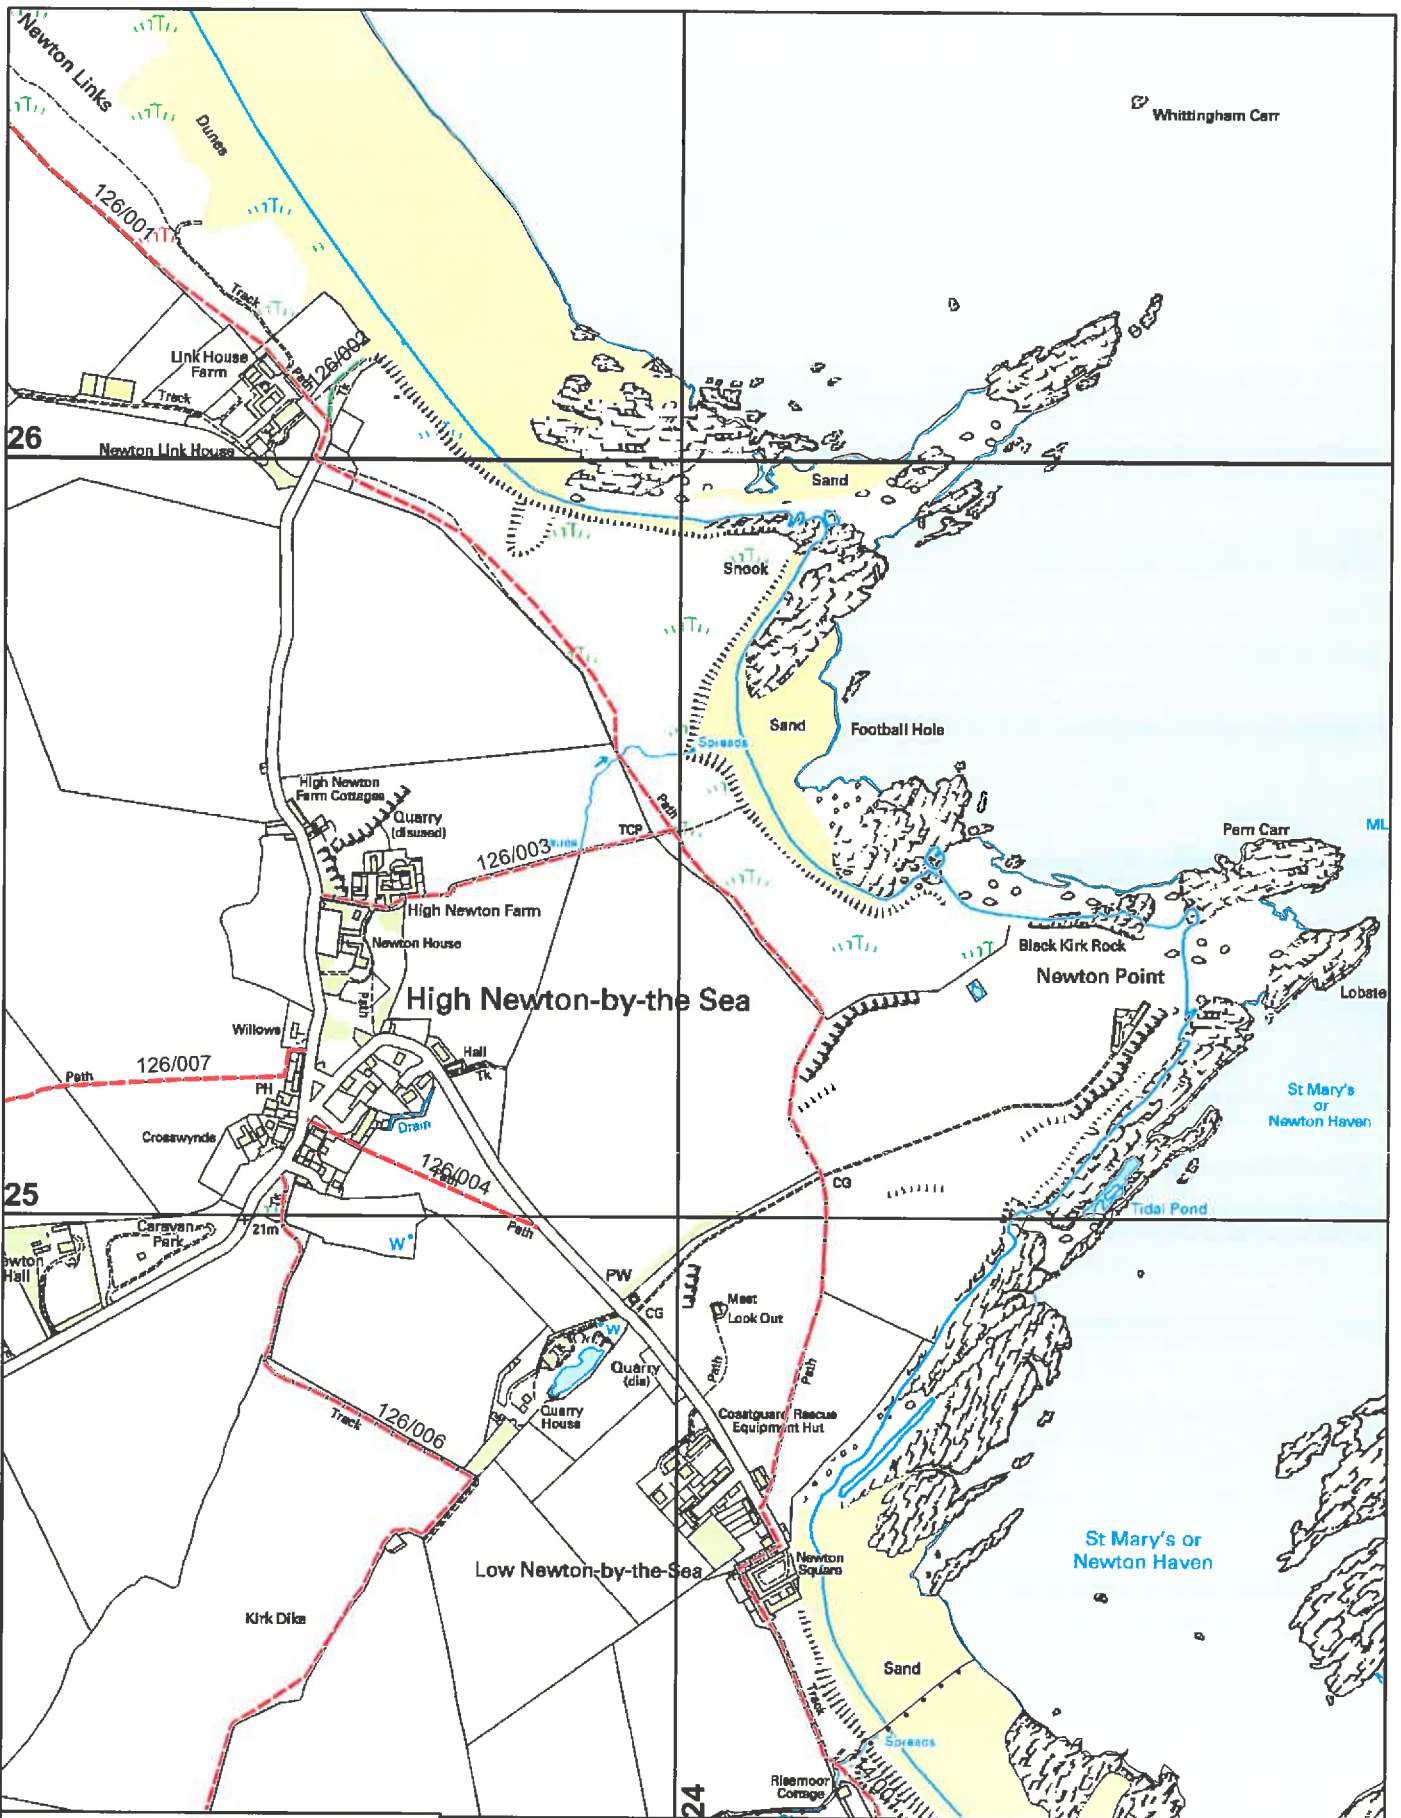 Newton Links
Whittingham Carr
Dunes
126/001
Track
126/002
Link House
Farm
Path
Tk
Track
26
Newton Link House
Sand
Snook
Sand
Football Hole
Spreads
High Newton
Farm Cottages
Quarry
(disused)
Path
TCP
126/003
Pern Carr
ML
High Newton Farm
Newton House
Black Kirk Rock
Newton Point
Path
High Newton-by-the Sea
Lobate
Willows
Hall
Tk
126/007
Path
PH
St Mary's
or
Newton Haven
Drain
Crosswynds
126/004
Path
CG
25
Tk
Tidal Pond
21m
Path
Caravan
Park
W
ewton
Hall
PW
CG
Mast
Look Out
W
Tk
Quarry
(dis)
Path
Path
126/006
Track
Quarry
House
Coastguard Rescue
Equipment Hut
St Mary's or
Newton Haven
Newton
Square
Low Newton-by-the-Sea
Kirk Dike
Sand
Track
Spreads
Risemoor
Cottage
24